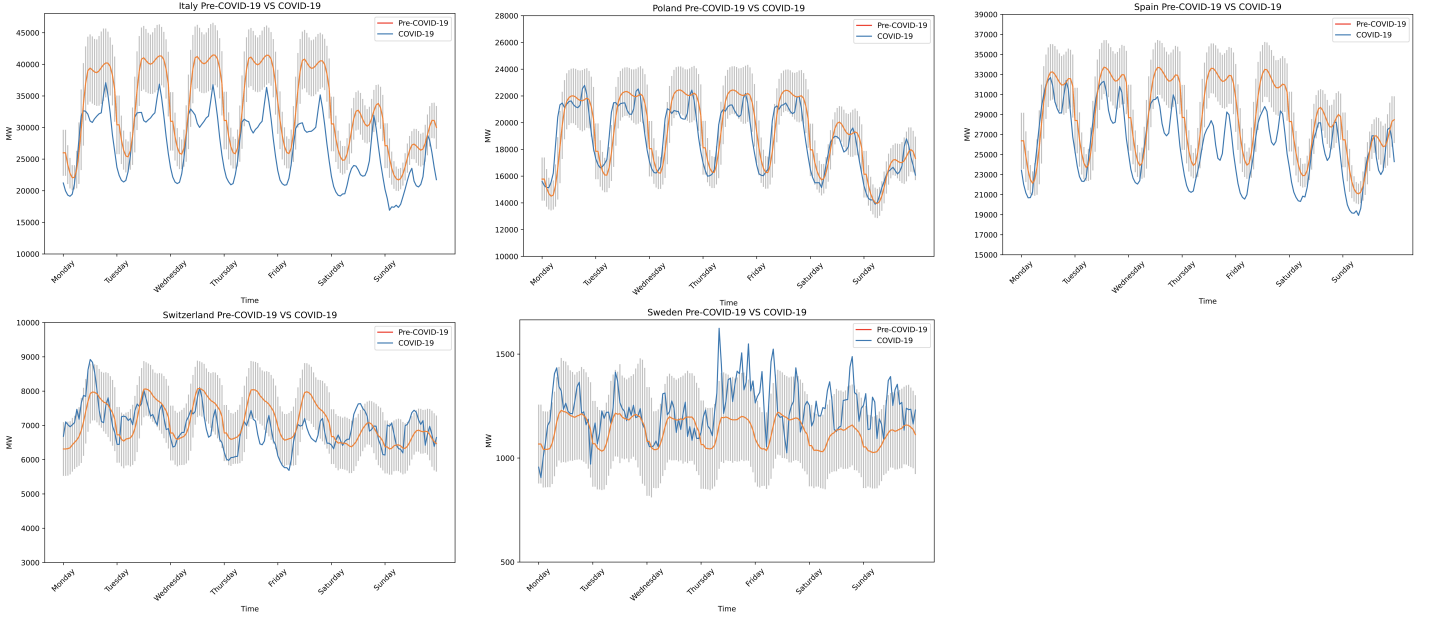 Italy Pre-COVID-19 VS COVID-19
45000
40000
35000
30000
25000
20000
15000
10000
MW
Pre-COVID-19
COVID-19
Monday
Tuesday
Wednesday
Thursday
Friday
Saturday
Sunday
Time
Poland Pre-COVID-19 VS COVID-19
28000
26000
24000
22000
20000
18000
16000
14000
12000
10000
MW
Pre-COVID-19
COVID-19
Monday
Tuesday
Wednesday
Thursday
Friday
Saturday
Sunday
Time
Spain Pre-COVID-19 VS COVID-19
39000
37000
35000
33000
31000
29000
27000
25000
23000
21000
19000
17000
15000
MW
Pre-COVID-19
COVID-19
Monday
Tuesday
Wednesday
Thursday
Friday
Saturday
Sunday
Time
Switzerland Pre-COVID-19 VS COVID-19
10000
9000
8000
7000
6000
5000
4000
3000
MW
Pre-COVID-19
COVID-19
Monday
Tuesday
Wednesday
Thursday
Friday
Saturday
Sunday
Time
Sweden Pre-COVID-19 VS COVID-19
1500
1000
500
MW
Pre-COVID-19
COVID-19
Monday
Tuesday
Wednesday
Thursday
Friday
Saturday
Sunday
Time